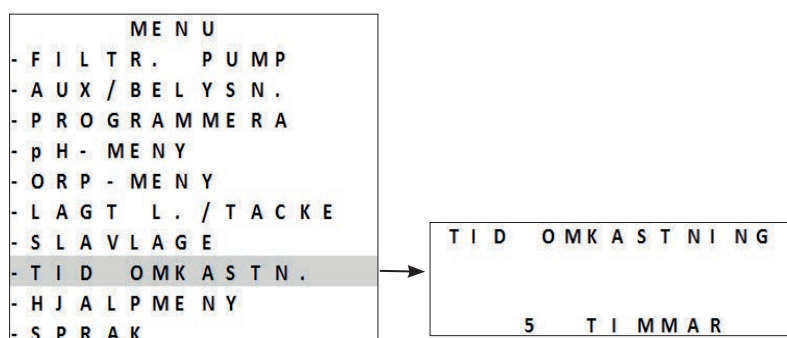 MENU
- FILTR. PUMP
- AUX/BELYSN.
- PROGRAMMERA
- pH- MENY
- ORP- MENY
- LAGT L./TACKE
- SLAVLAGE
- TID OMKASTN.
- HJALPMENY
- SPRAK
TID OMKASTNING
5 TIMMAR